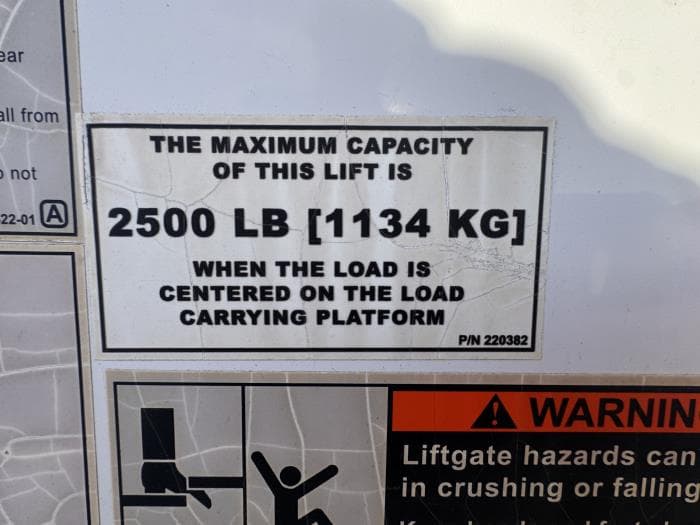 ear
all from
not
22-01 A
THE MAXIMUM CAPACITY
OF THIS LIFT IS
2500 LB [1134 KG]
WHEN THE LOAD IS
CENTERED ON THE LOAD
CARRYING PLATFORM
P/N 220382
WARNIN
Liftgate hazards can
in crushing or falling